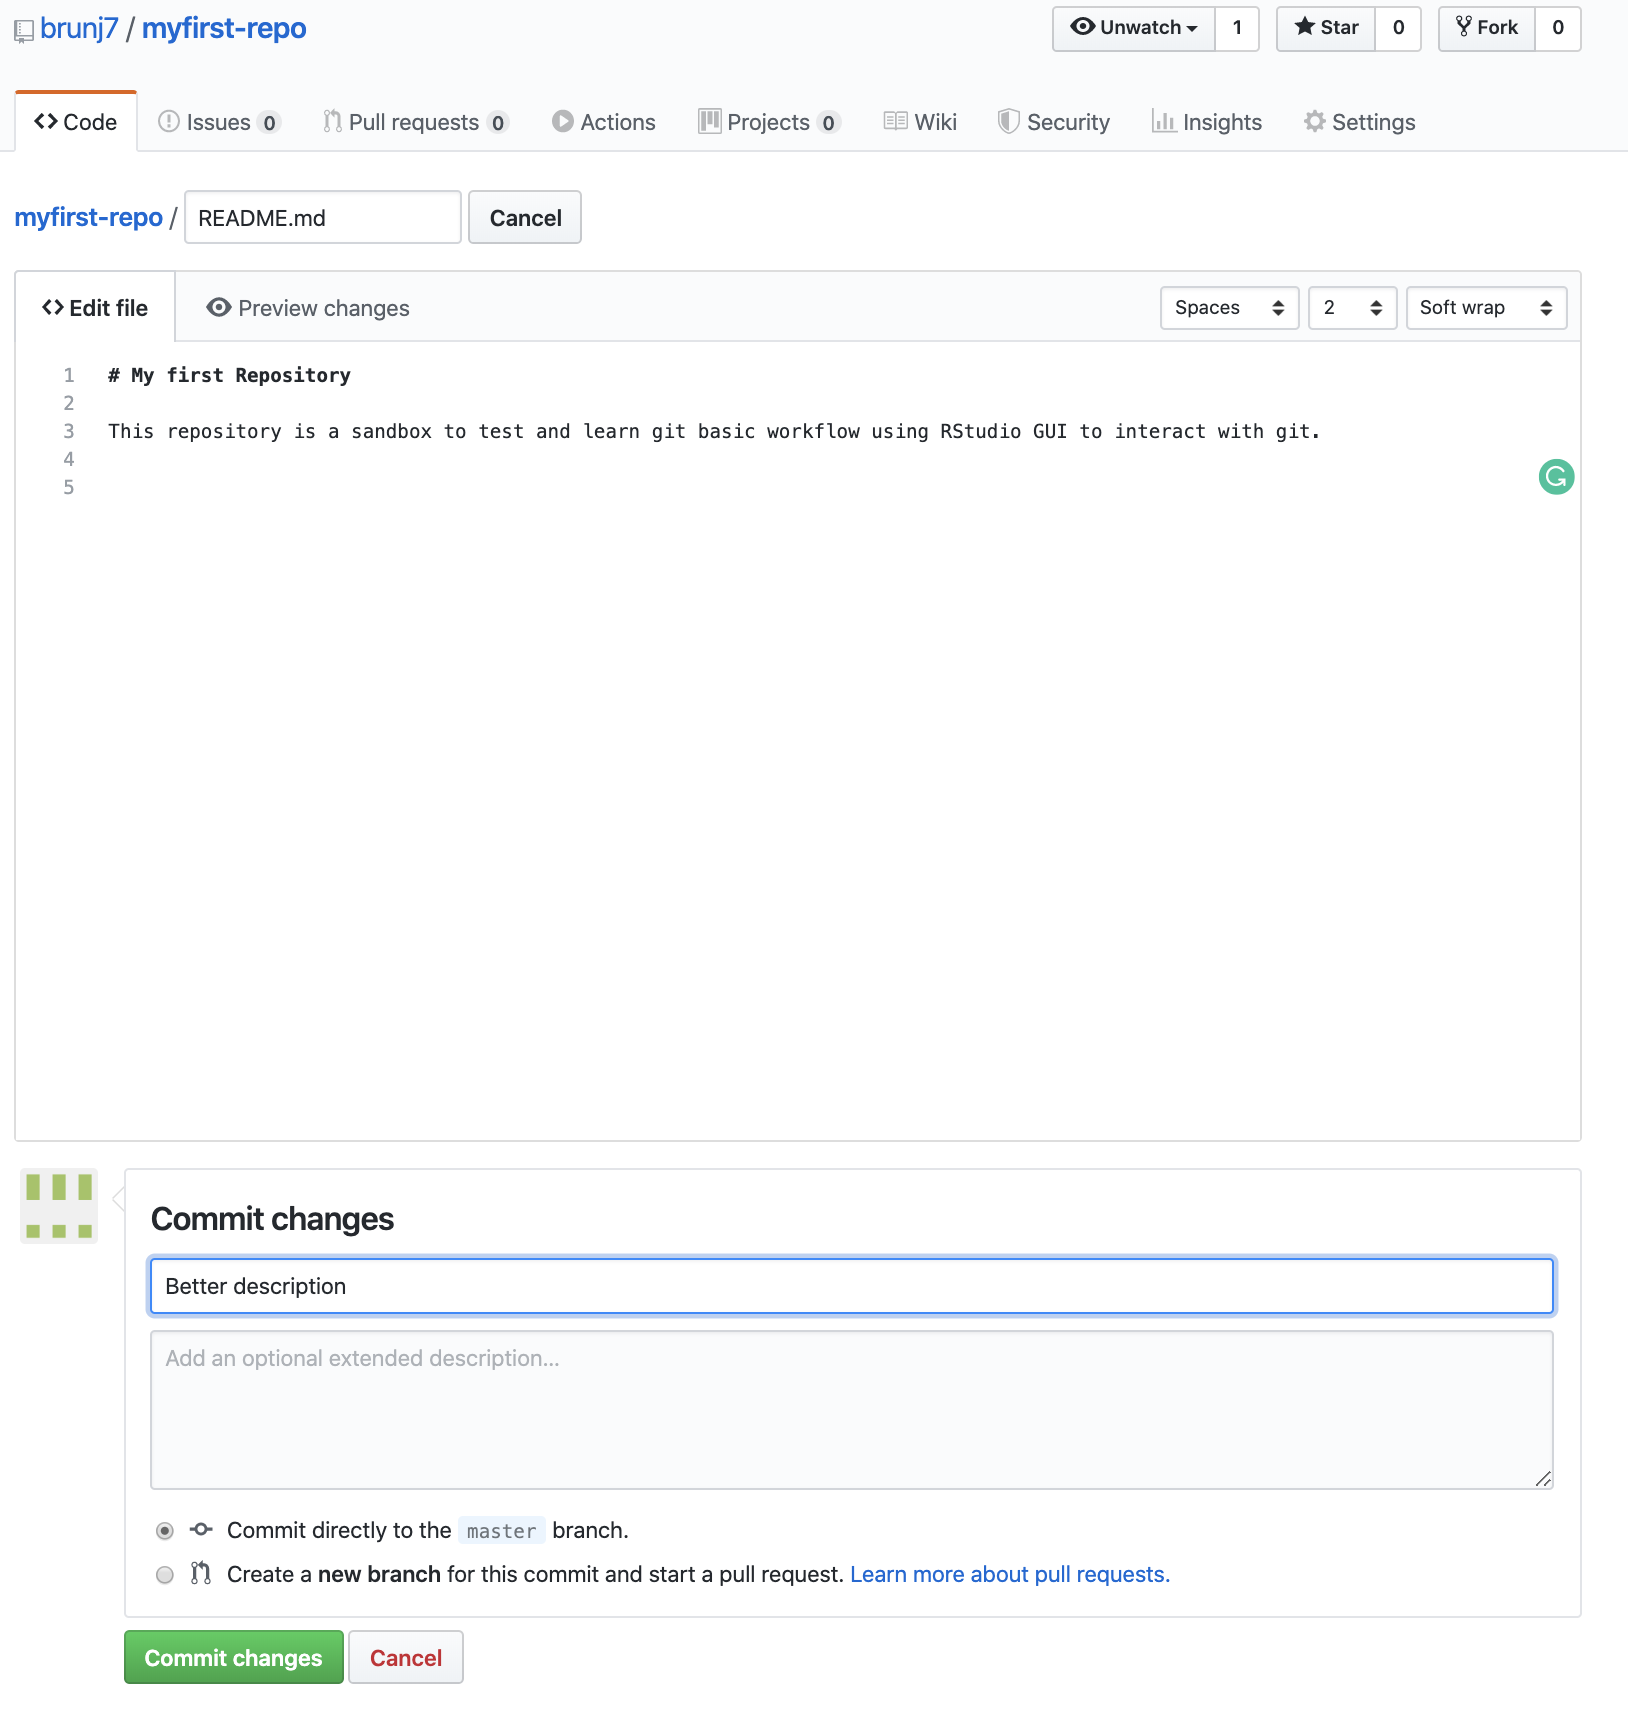 brunj7 / myfirst-repo
Unwatch 1 Star 0 Fork 0
Code Issues 0 Pull requests 0 Actions Projects 0 Wiki Security Insights Settings
myfirst-repo / README.md Cancel
Edit file Preview changes Spaces 2 Soft wrap
1 # My first Repository
2
3 This repository is a sandbox to test and learn git basic workflow using RStudio GUI to interact with git.
4
5
Commit changes
Better description
Add an optional extended description...
Commit directly to the master branch.
Create a new branch for this commit and start a pull request. Learn more about pull requests.
Commit changes Cancel